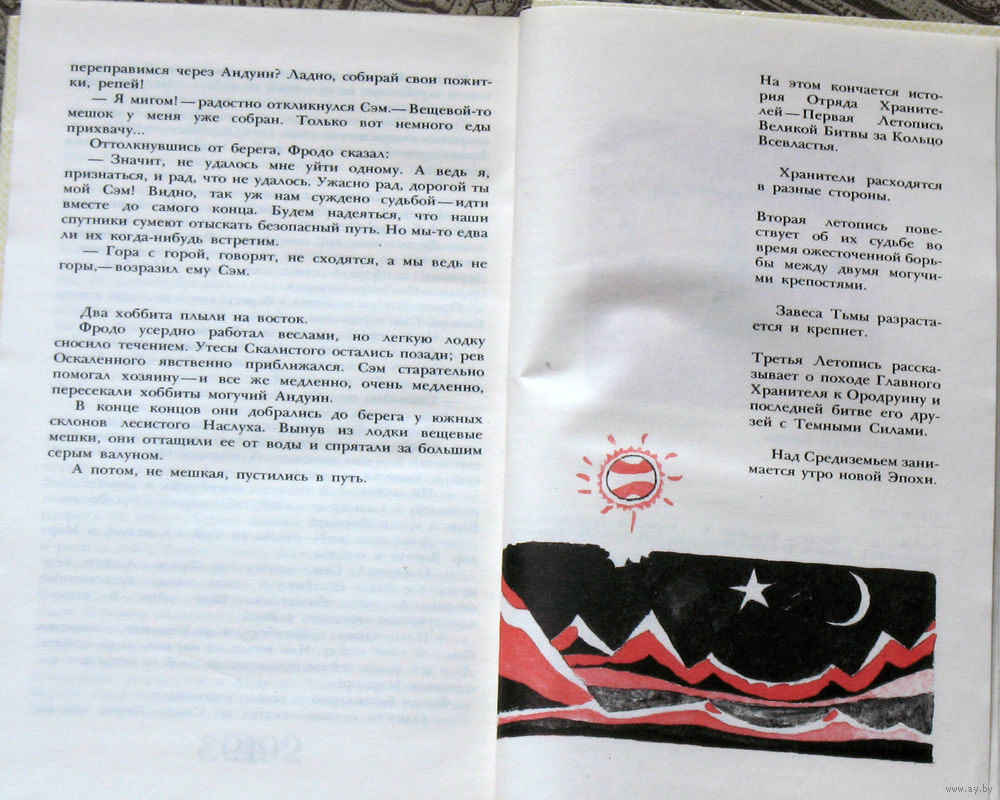 переправимся через Андуин? Ладно, собирай свои пожит-
ки, репей!
— Я мигом! — радостно откликнулся Сэм.— Вещевой-то
мешок у меня уже собран. Только вот немного еды
прихвачу...
Оттолкнувшись от берега, Фродо сказал:
— Значит, не удалось мне уйти одному. А ведь я,
признаться, и рад, что не удалось. Ужасно рад, дорогой ты
мой Сэм! Видно, так уж нам суждено судьбой — идти
вместе до самого конца. Будем надеяться, что наши
спутники сумеют отыскать безопасный путь. Но мы-то едва
ли их когда-нибудь встретим.
— Гора с горой, говорят, не сходятся, а мы ведь не
горы,— возразил ему Сэм.
Два хоббита плыли на восток.
Фродо усердно работал веслами, но легкую лодку
сносило течением. Утесы Скалистого остались позади; рев
Оскаленного явственно приближался. Сэм старательно
помогал хозяину — и все же медленно, очень медленно,
пересекали хоббиты могучий Андуин.
В конце концов они добрались до берега у южных
склонов лесистого Наслуха. Вынув из лодки вещевые
мешки, они оттащили ее от воды и спрятали за большим
серым валуном.
А потом, не мешкая, пустились в путь.
На этом кончается исто-
рия Отряда Храните-
лей — Первая Летопись
Великой Битвы за Кольцо
Всевластья.
Хранители расходятся
в разные стороны.
Вторая летопись пове-
ствует об их судьбе во
время ожесточенной борь-
бы между двумя могучи-
ми крепостями.
Завеса Тьмы разраста-
ется и крепнет.
Третья Летопись расска-
зывает о походе Главного
Хранителя к Ородруину и
последней битве его дру-
зей с Темными Силами.
Над Средиземьем зани-
мается утро новой Эпохи.
www.ay.by